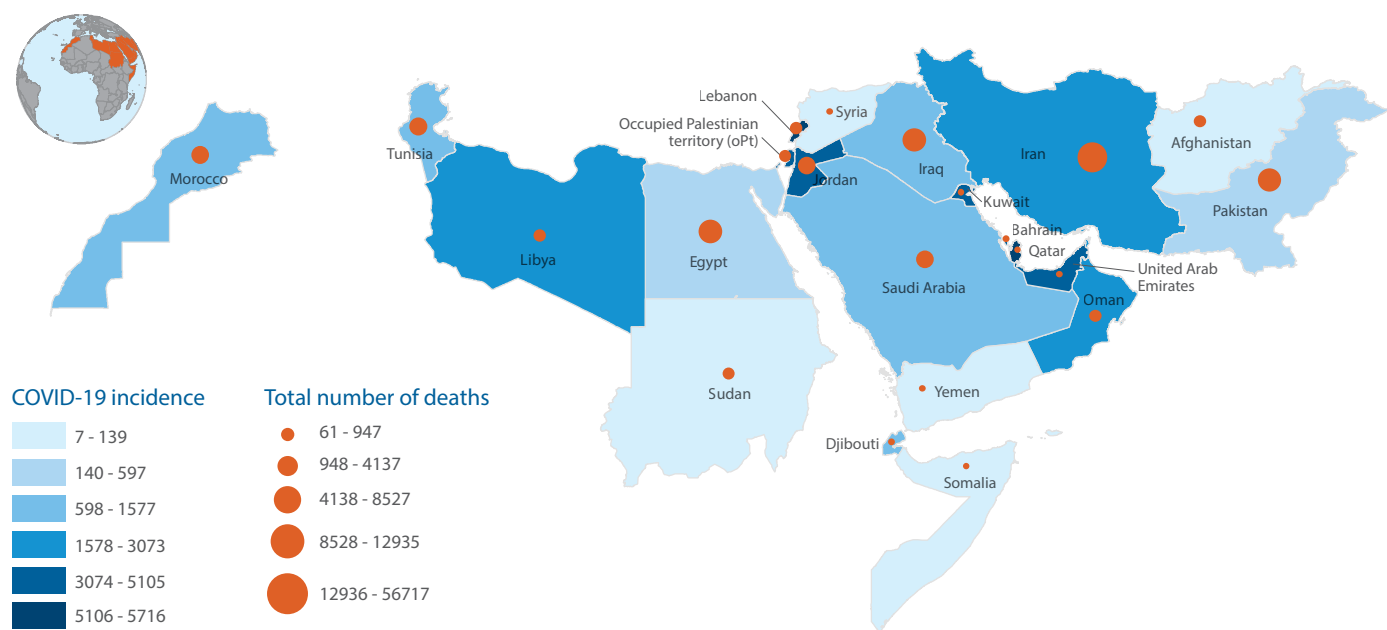 Lebanon
Syria
Occupied Palestinian
territory (oPt)
Afghanistan
Tunisia
Iran
Iraq
Morocco
Jordan
Kuwait
Pakistan
Bahrain
Qatar
Libya
Egypt
United Arab
Emirates
Saudi Arabia
Oman
Sudan
Yemen
Djibouti
Somalia
COVID-19 incidence
7 - 139
140 - 597
598 - 1577
1578 - 3073
3074 - 5105
5106 - 5716
Total number of deaths
61 - 947
948 - 4137
4138 - 8527
8528 - 12935
12936 - 56717